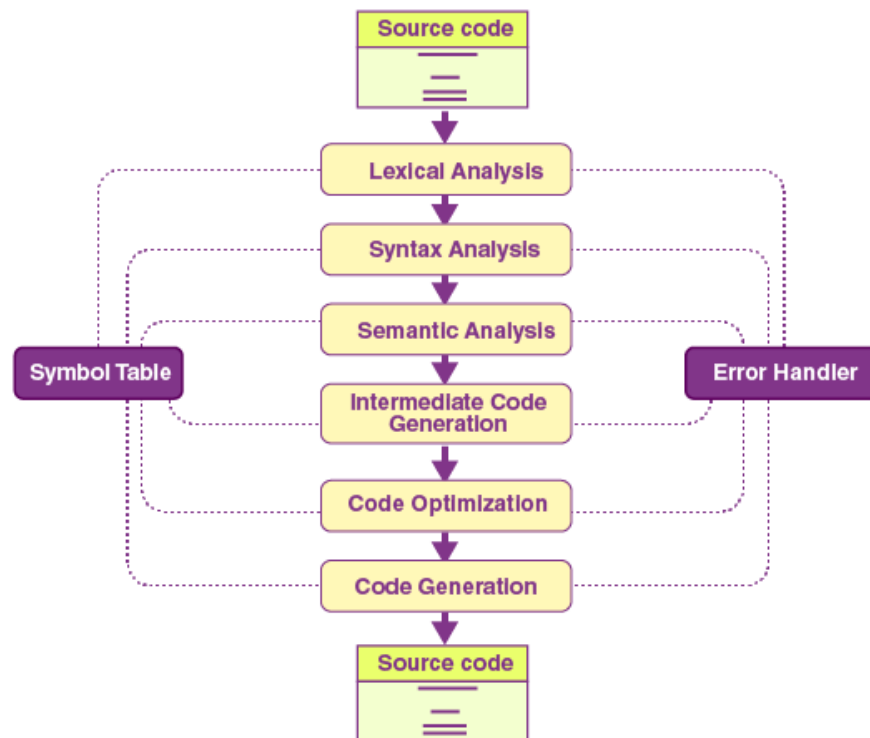 Source code
Lexical Analysis
Syntax Analysis
Semantic Analysis
Symbol Table
Error Handler
Intermediate Code
Generation
Code Optimization
Code Generation
Source code